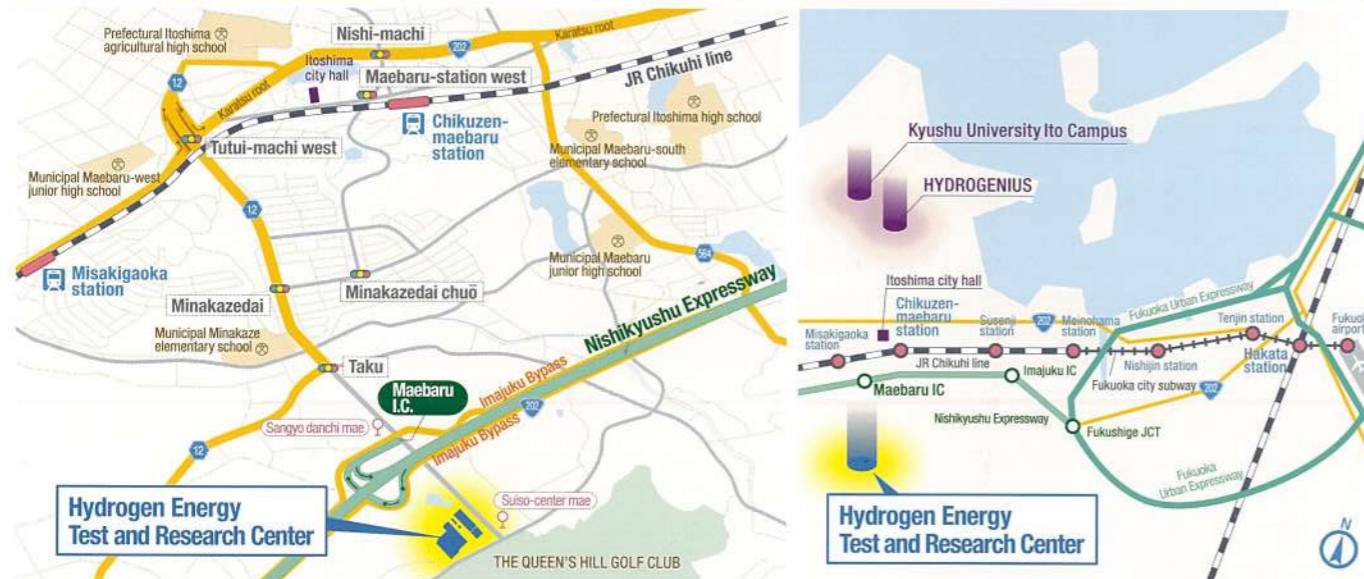 Prefectural Itoshima
agricultural high school
Nishi-machi
202
Karatsu root
Itoshima
city hall
Maebaru-station west
JR Chikuhi line
12
Karatsu root
Prefectural Itoshima high school
Chikuzen-
maebaru
station
Tutui-machi west
Municipal Maebaru-south
elementary school
Municipal Maebaru-west
junior high school
12
Misakigaoka
station
Municipal Maebaru
junior high school
564
Minakazedai
Minakazedai chuō
Nishikyushu Expressway
Municipal Minakaze
elementary school
Taku
Maebaru
I.C.
Imajuku Bypass
202
Sangyo danchi mae
Imajuku Bypass
12
Hydrogen Energy
Test and Research Center
Suiso-center mae
THE QUEEN'S HILL GOLF CLUB
Kyushu University Ito Campus
HYDROGENIUS
Itoshima city hall
Chikuzen-
maebaru
station
Misakigaoka
station
Susenji
station
202
Meinohama
station
Fukuoka Urban Expressway
Tenjin station
Fukuo
airpor
JR Chikuhi line
Nishijin station
Hakata
station
Maebaru IC
Imajuku IC
Fukuoka city subway
202
Nishikyushu Expressway
Fukushige JCT
Fukuoka
Urban Expressway
Hydrogen Energy
Test and Research Center
N